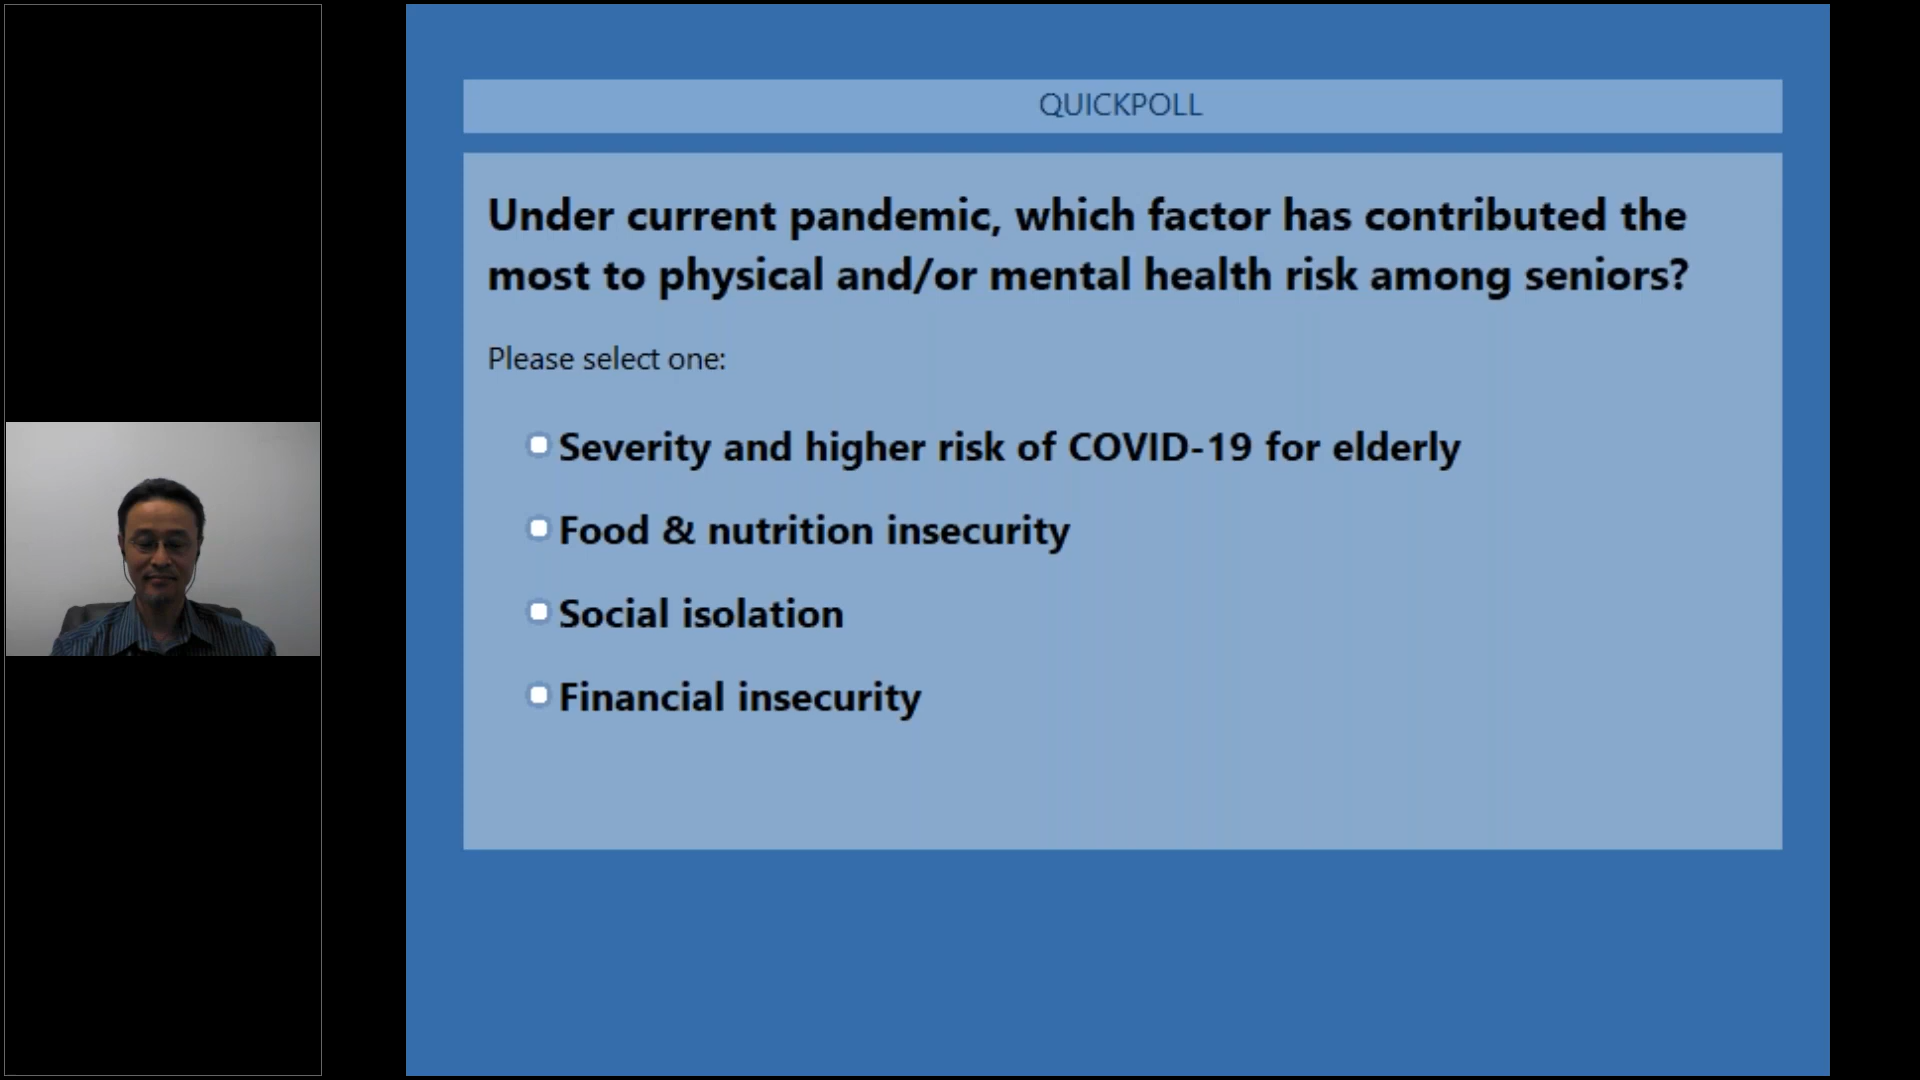 QUICKPOLL
Under current pandemic, which factor has contributed the
most to physical and/or mental health risk among seniors?
Please select one:
Severity and higher risk of COVID-19 for elderly
Food & nutrition insecurity
Social isolation
Financial insecurity